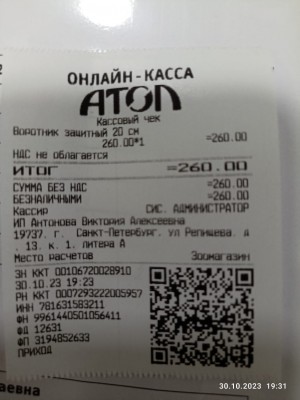 ОНЛАЙН-КАССА
АТОЛ
Кассовый чек
Воротник защитный 20 см
260.00*1 =260.00
НДС не облагается
ИТОГ =260.00
СУММА БЕЗ НДС =260.00
БЕЗНАЛИЧНЫМИ =260.00
Кассир СИС. АДМИНИСТРАТОР
ИП Антонова Виктория Алексеевна
19737, г. Санкт-Петербург, ул Репищева, д
. 13, к. 1, литера А
Место расчетов Зоомагазин
ЗН ККТ 00106720028910
30.10.23 19:23
РН ККТ 0007293222005957
ИНН 781631583211
ФН 9961440501056411
ФД 12631
ФП 3194852633
ПРИХОД
аевна
30.10.2023 19:31